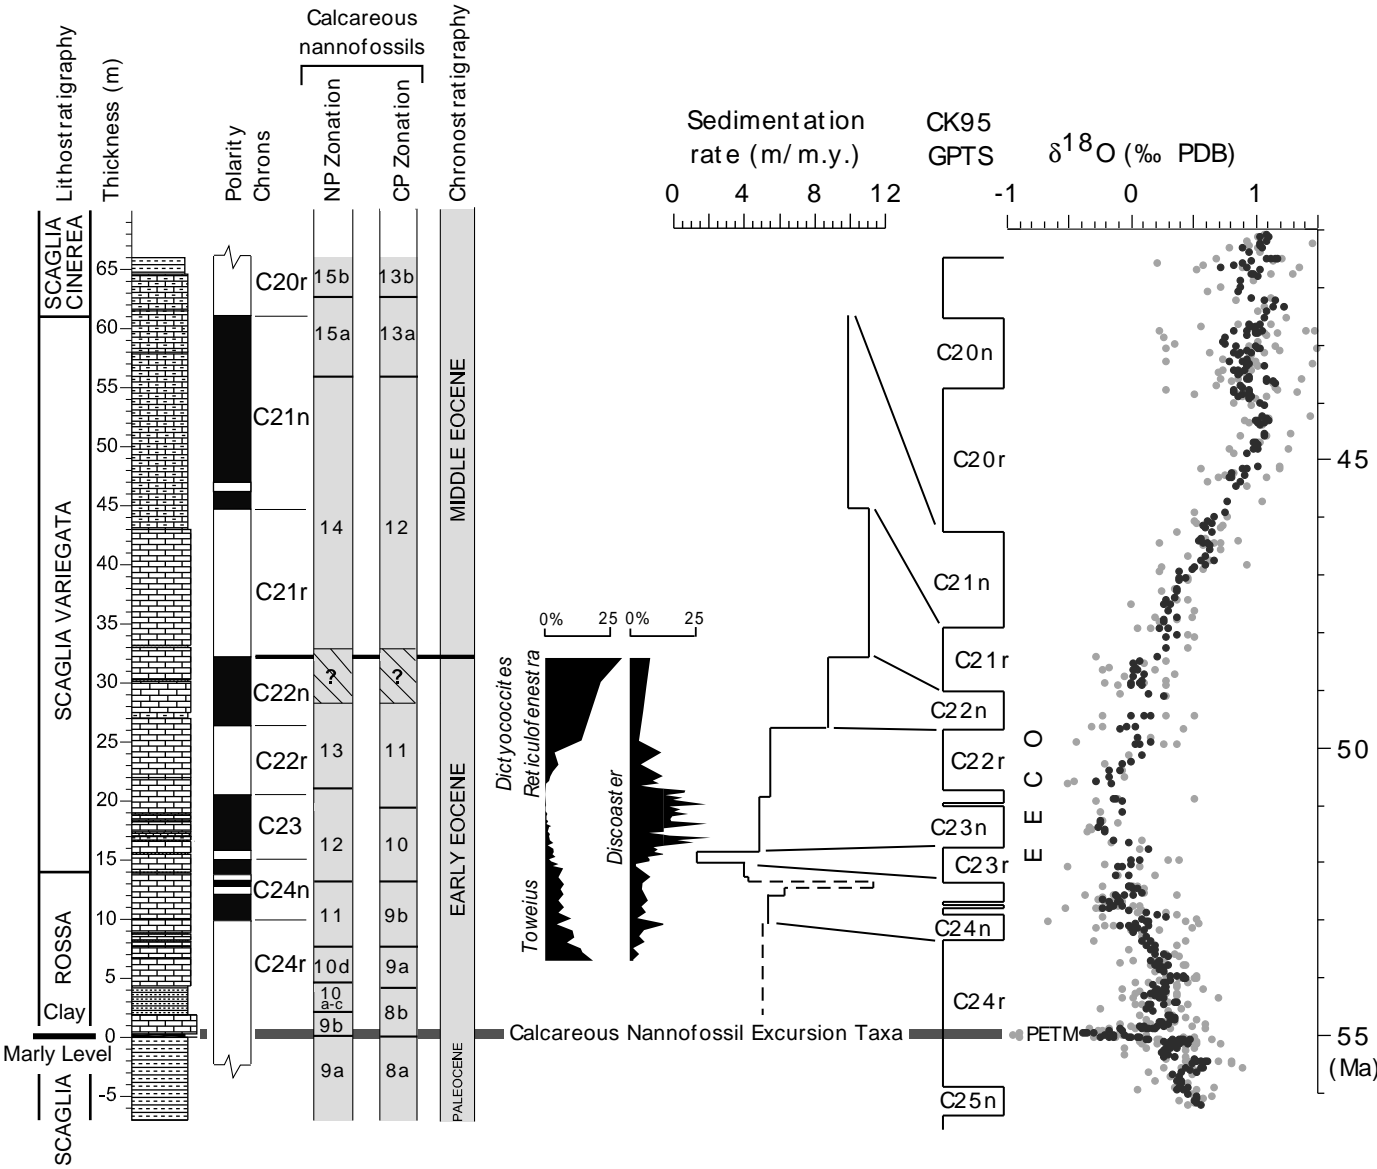 Calcareous
nannofossils
Lithostratigraphy
Thickness (m)
Polarity
Chrons
NP Zonation
CP Zonation
Chronostratigraphy
Sedimentation
rate (m/m.y.)
0 4 8 12
CK95
GPTS
δ18O (‰ PDB)
-1 0 1
SCAGLIA
CINEREA
SCAGLIA VARIEGATA
ROSSA
Clay
Marly Level
SCAGLIA
65
60
55
50
45
40
35
30
25
20
15
10
5
0
-5
C20r
C21n
C21r
C22n
C22r
C23
C24n
C24r
15b
15a
14
?
13
12
11
10d
10
a-c
9b
9a
13b
13a
12
?
11
10
9b
9a
8b
8a
MIDDLE EOCENE
EARLY EOCENE
PALEOCENE
0% 25
0% 25
Dictyococcites
Reticulofenestra
Toweius
Discoaster
Calcareous Nannofossil Excursion Taxa
C20n
C20r
C21n
C21r
C22n
C22r
C23n
C23r
C24n
C24r
C25n
EECO
PETM
45
50
55
(Ma)